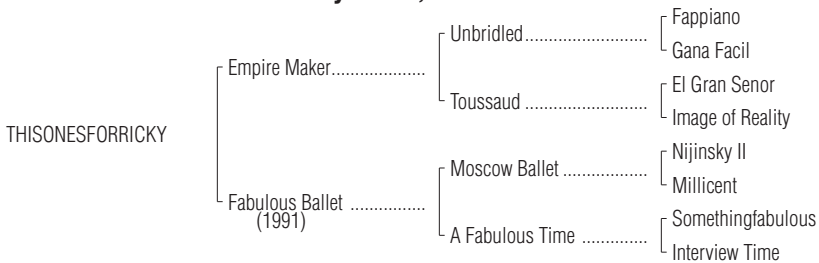 Fappiano
Unbridled
Gana Facil
Empire Maker
El Gran Senor
Toussaud
Image of Reality
THISONESFORRICKY
Nijinsky II
Moscow Ballet
Millicent
Fabulous Ballet
(1991)
Somethingfabulous
A Fabulous Time
Interview Time